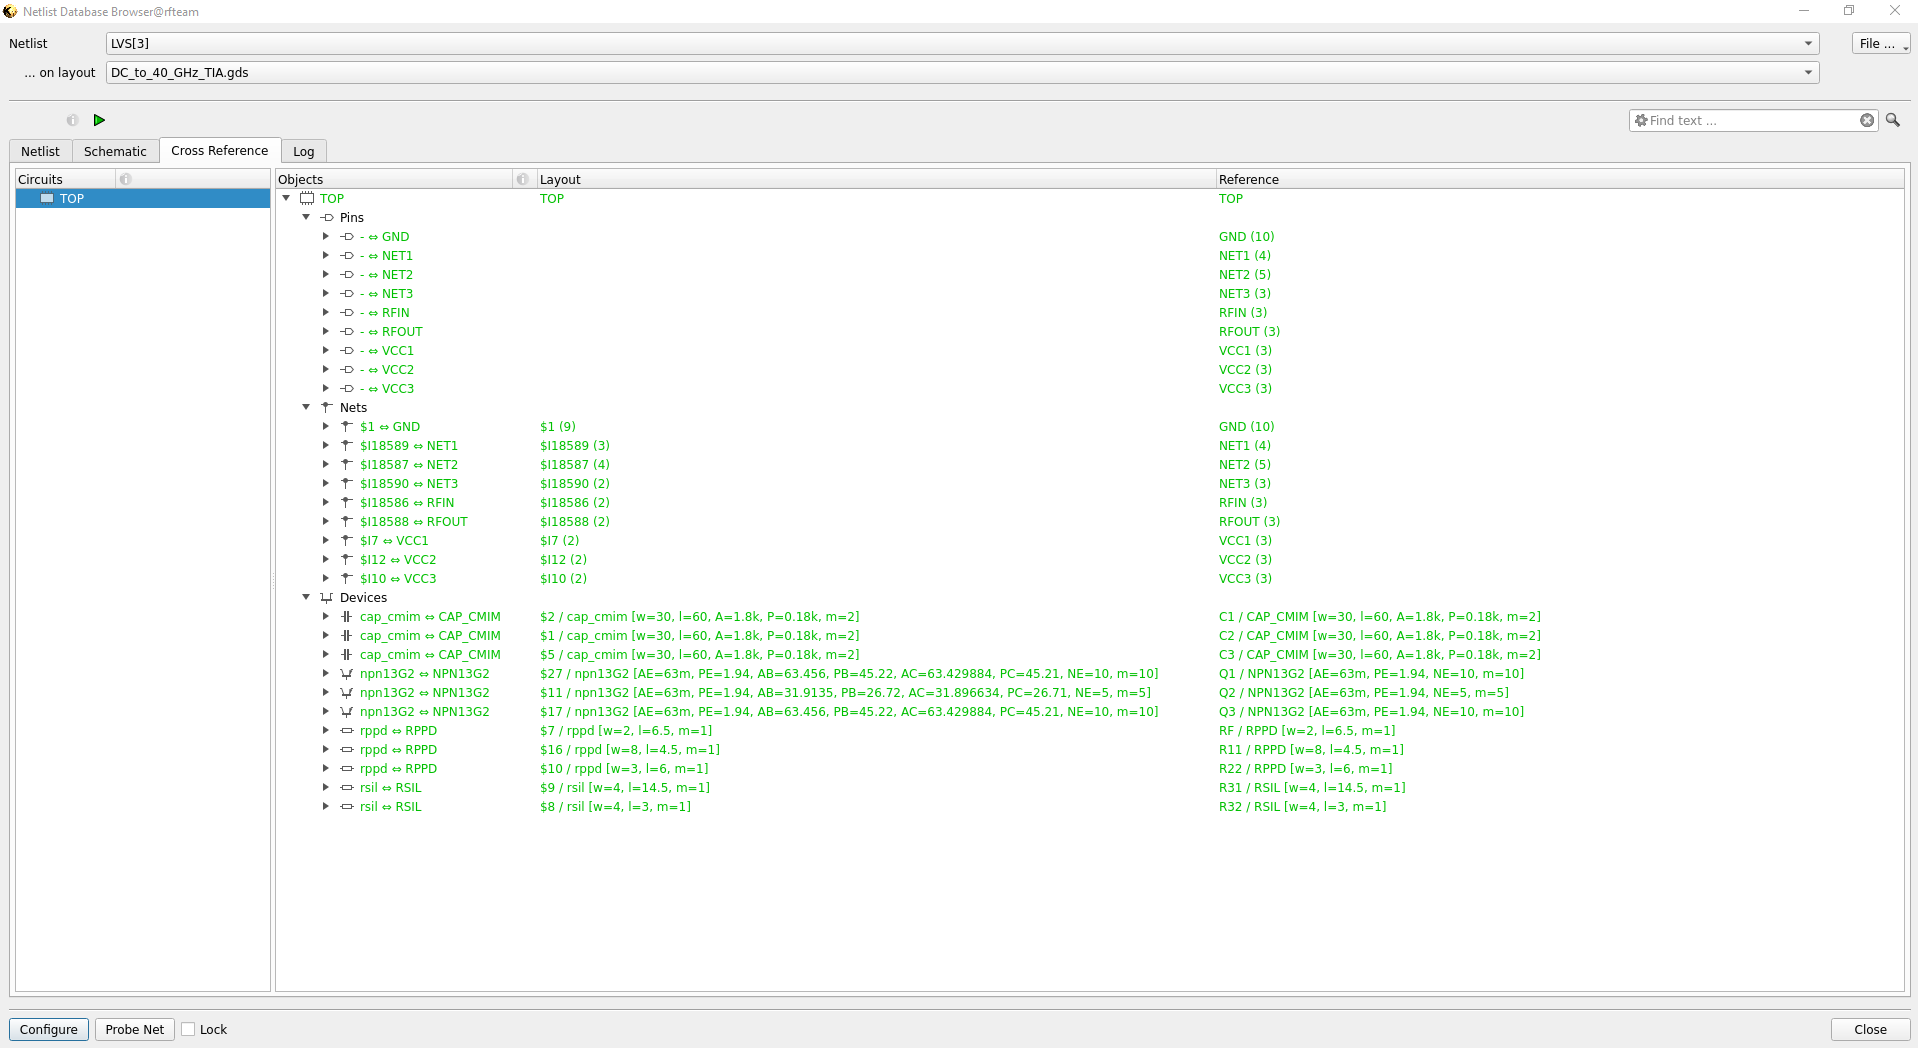 Netlist Database Browser@rfteam
Netlist LVS[3] File ...
... on layout DC_to_40_GHz_TIA.gds
Find text ...
Netlist Schematic Cross Reference Log
Circuits
TOP
Objects Layout Reference
TOP TOP TOP
Pins
- ⇔ GND GND (10)
- ⇔ NET1 NET1 (4)
- ⇔ NET2 NET2 (5)
- ⇔ NET3 NET3 (3)
- ⇔ RFIN RFIN (3)
- ⇔ RFOUT RFOUT (3)
- ⇔ VCC1 VCC1 (3)
- ⇔ VCC2 VCC2 (3)
- ⇔ VCC3 VCC3 (3)
Nets
$1 ⇔ GND $1 (9) GND (10)
$I18589 ⇔ NET1 $I18589 (3) NET1 (4)
$I18587 ⇔ NET2 $I18587 (4) NET2 (5)
$I18590 ⇔ NET3 $I18590 (2) NET3 (3)
$I18586 ⇔ RFIN $I18586 (2) RFIN (3)
$I18588 ⇔ RFOUT $I18588 (2) RFOUT (3)
$I7 ⇔ VCC1 $I7 (2) VCC1 (3)
$I12 ⇔ VCC2 $I12 (2) VCC2 (3)
$I10 ⇔ VCC3 $I10 (2) VCC3 (3)
Devices
cap_cmim ⇔ CAP_CMIM $2 / cap_cmim [w=30, l=60, A=1.8k, P=0.18k, m=2] C1 / CAP_CMIM [w=30, l=60, A=1.8k, P=0.18k, m=2]
cap_cmim ⇔ CAP_CMIM $1 / cap_cmim [w=30, l=60, A=1.8k, P=0.18k, m=2] C2 / CAP_CMIM [w=30, l=60, A=1.8k, P=0.18k, m=2]
cap_cmim ⇔ CAP_CMIM $5 / cap_cmim [w=30, l=60, A=1.8k, P=0.18k, m=2] C3 / CAP_CMIM [w=30, l=60, A=1.8k, P=0.18k, m=2]
npn13G2 ⇔ NPN13G2 $27 / npn13G2 [AE=63m, PE=1.94, AB=63.456, PB=45.22, AC=63.429884, PC=45.21, NE=10, m=10] Q1 / NPN13G2 [AE=63m, PE=1.94, NE=10, m=10]
npn13G2 ⇔ NPN13G2 $11 / npn13G2 [AE=63m, PE=1.94, AB=31.9135, PB=26.72, AC=31.896634, PC=26.71, NE=5, m=5] Q2 / NPN13G2 [AE=63m, PE=1.94, NE=5, m=5]
npn13G2 ⇔ NPN13G2 $17 / npn13G2 [AE=63m, PE=1.94, AB=63.456, PB=45.22, AC=63.429884, PC=45.21, NE=10, m=10] Q3 / NPN13G2 [AE=63m, PE=1.94, NE=10, m=10]
rppd ⇔ RPPD $7 / rppd [w=2, l=6.5, m=1] RF / RPPD [w=2, l=6.5, m=1]
rppd ⇔ RPPD $16 / rppd [w=8, l=4.5, m=1] R11 / RPPD [w=8, l=4.5, m=1]
rppd ⇔ RPPD $10 / rppd [w=3, l=6, m=1] R22 / RPPD [w=3, l=6, m=1]
rsil ⇔ RSIL $9 / rsil [w=4, l=14.5, m=1] R31 / RSIL [w=4, l=14.5, m=1]
rsil ⇔ RSIL $8 / rsil [w=4, l=3, m=1] R32 / RSIL [w=4, l=3, m=1]
Configure Probe Net Lock Close